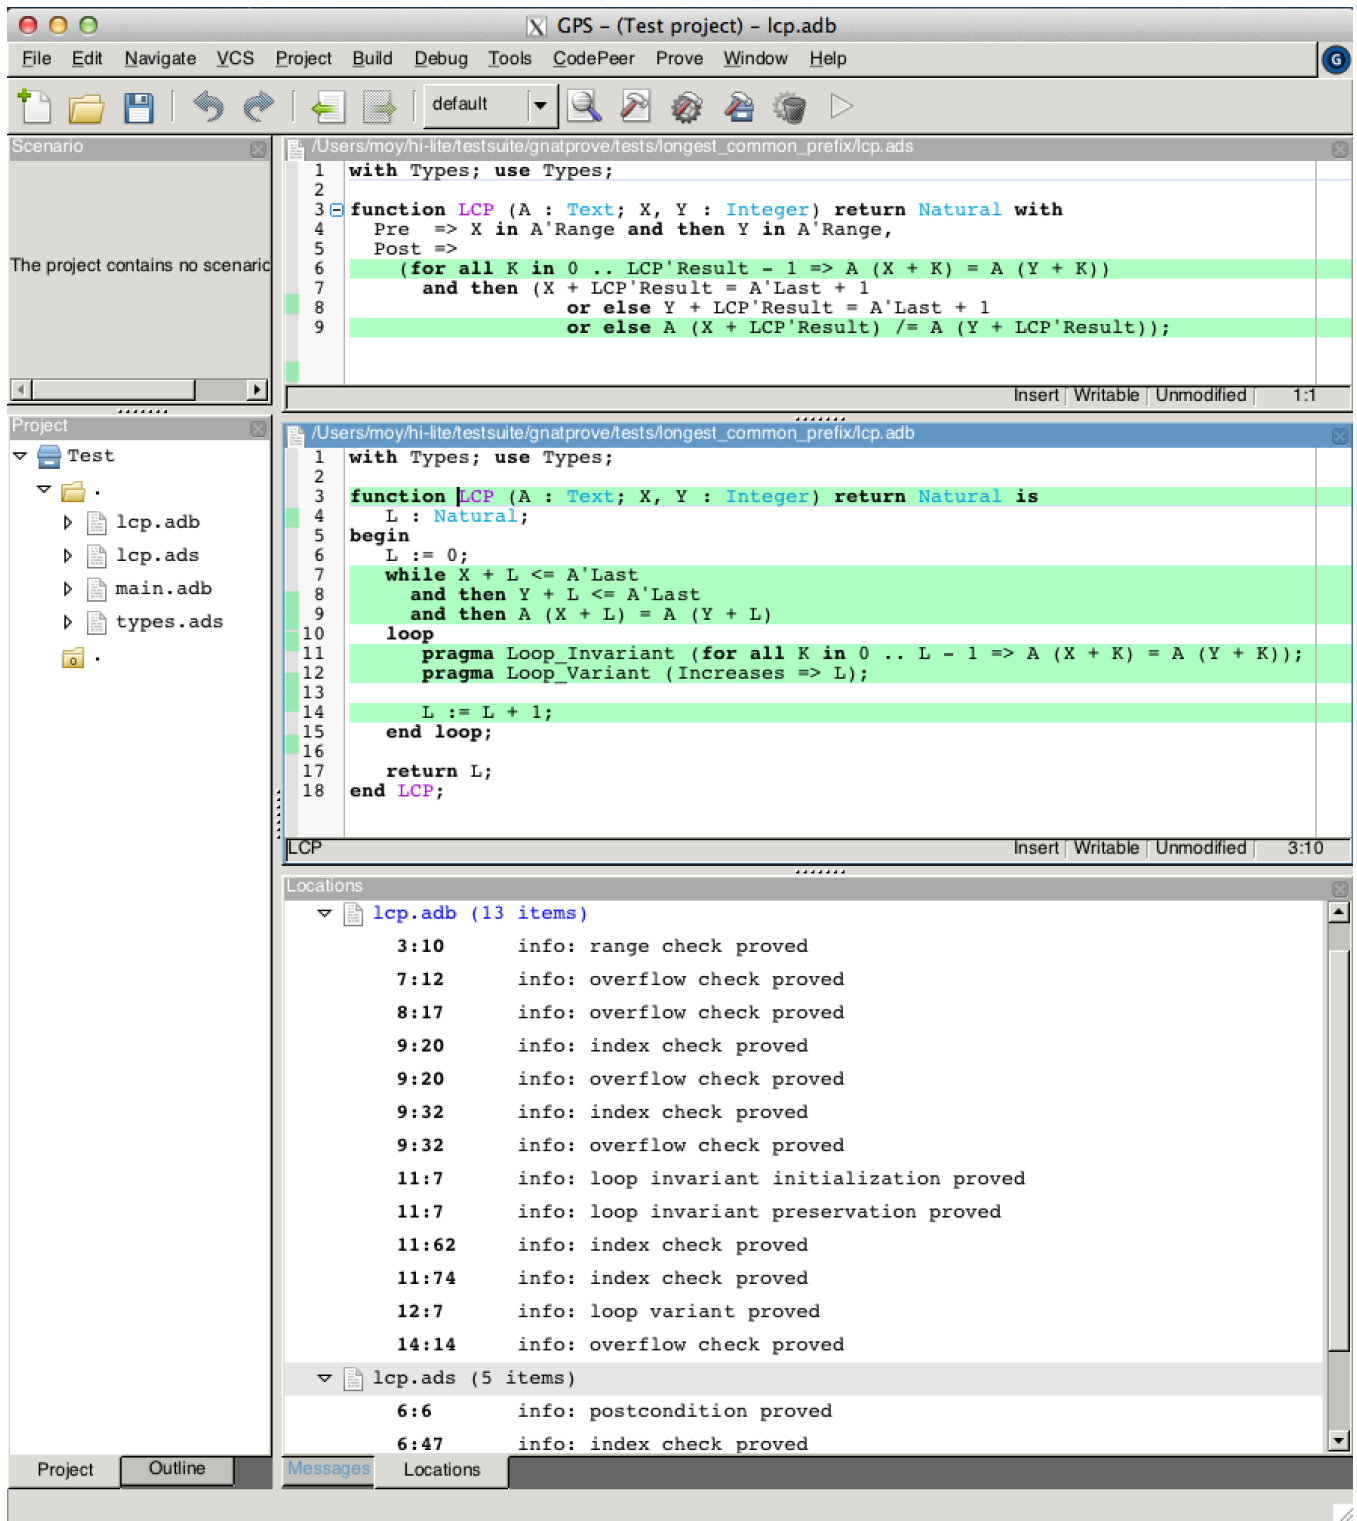 GPS - (Test project) - lcp.adb
File Edit Navigate VCS Project Build Debug Tools CodePeer Prove Window Help
default
Scenario
The project contains no scenaric
/Users/moy/hi-lite/testsuite/gnatprove/tests/longest_common_prefix/lcp.ads
1 with Types; use Types;
2
3 function LCP (A : Text; X, Y : Integer) return Natural with
4 Pre => X in A'Range and then Y in A'Range,
5 Post =>
6 (for all K in 0 .. LCP'Result - 1 => A (X + K) = A (Y + K))
7 and then (X + LCP'Result = A'Last + 1
8 or else Y + LCP'Result = A'Last + 1
9 or else A (X + LCP'Result) /= A (Y + LCP'Result));
Insert Writable Unmodified 1:1
Project
Test
.
lcp.adb
lcp.ads
main.adb
types.ads
.
/Users/moy/hi-lite/testsuite/gnatprove/tests/longest_common_prefix/lcp.adb
1 with Types; use Types;
2
3 function LCP (A : Text; X, Y : Integer) return Natural is
4 L : Natural;
5 begin
6 L := 0;
7 while X + L <= A'Last
8 and then Y + L <= A'Last
9 and then A (X + L) = A (Y + L)
10 loop
11 pragma Loop_Invariant (for all K in 0 .. L - 1 => A (X + K) = A (Y + K));
12 pragma Loop_Variant (Increases => L);
13
14 L := L + 1;
15 end loop;
16
17 return L;
18 end LCP;
LCP Insert Writable Unmodified 3:10
Locations
lcp.adb (13 items)
3:10 info: range check proved
7:12 info: overflow check proved
8:17 info: overflow check proved
9:20 info: index check proved
9:20 info: overflow check proved
9:32 info: index check proved
9:32 info: overflow check proved
11:7 info: loop invariant initialization proved
11:7 info: loop invariant preservation proved
11:62 info: index check proved
11:74 info: index check proved
12:7 info: loop variant proved
14:14 info: overflow check proved
lcp.ads (5 items)
6:6 info: postcondition proved
6:47 info: index check proved
Project Outline
Messages Locations